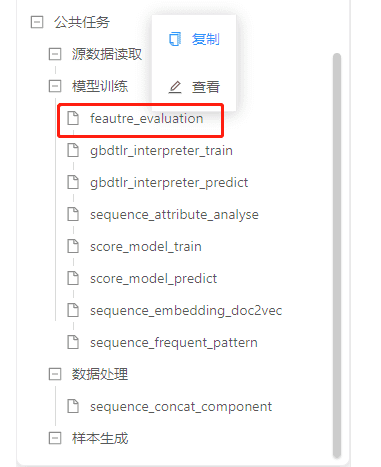 公共任务
复制
源数据读取
查看
模型训练
feautre_evaluation
gbdtlr_interpreter_train
gbdtlr_interpreter_predict
sequence_attribute_analyse
score_model_train
score_model_predict
sequence_embedding_doc2vec
sequence_frequent_pattern
数据处理
sequence_concat_component
样本生成